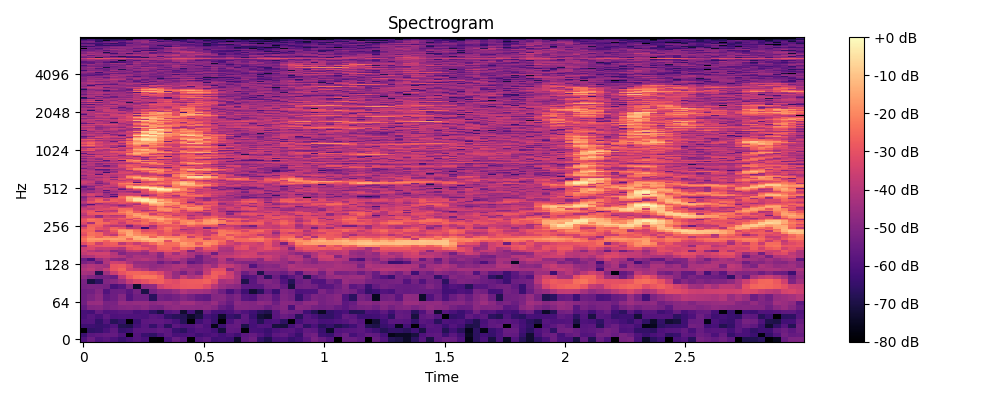 Spectrogram
Hz
4096
2048
1024
512
256
128
64
0
0
0.5
1
1.5
2
2.5
Time
+0 dB
-10 dB
-20 dB
-30 dB
-40 dB
-50 dB
-60 dB
-70 dB
-80 dB